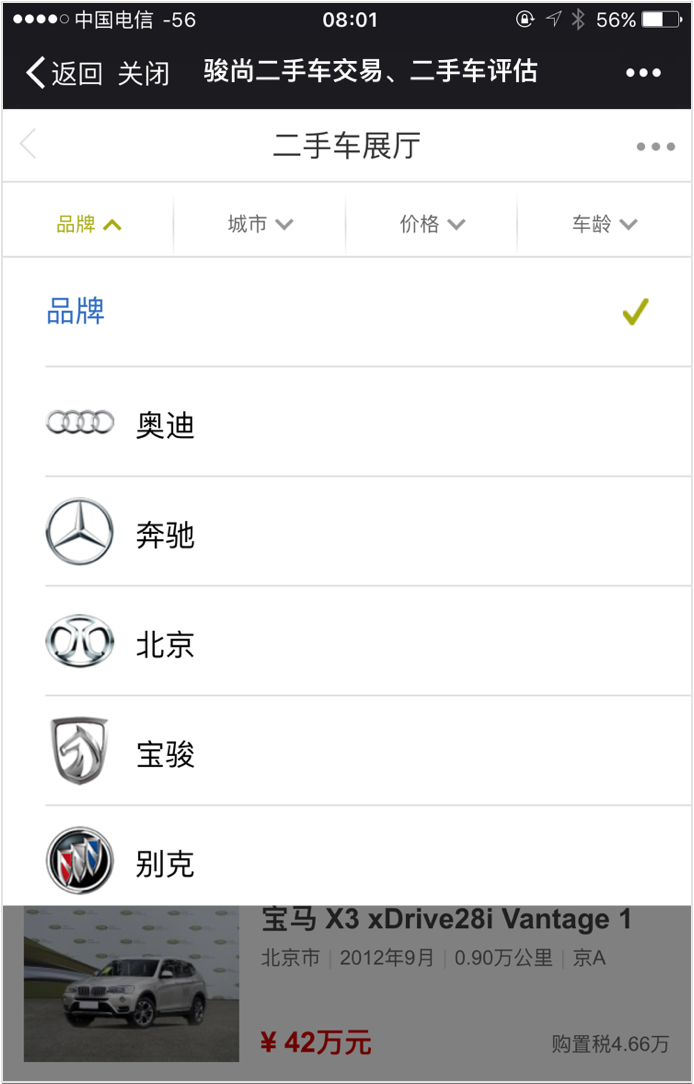 中国电信 -56 08:01 56%
返回 关闭 骏尚二手车交易、二手车评估
二手车展厅
品牌 城市 价格 车龄
品牌
奥迪
奔驰
北京
宝骏
别克
宝马 X3 xDrive28i Vantage 1
北京市 | 2012年9月 | 0.90万公里 | 京A
¥ 42万元 购置税4.66万